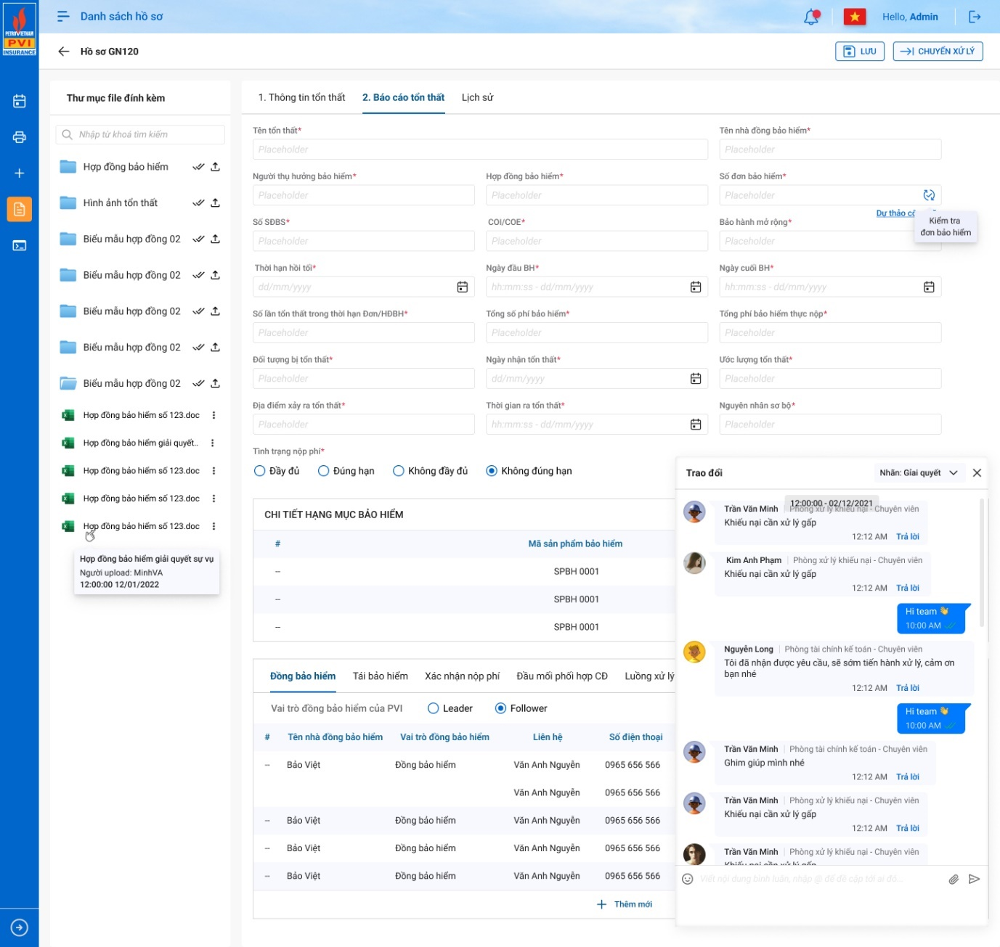 PETROVIETNAM
PVI
INSURANCE
Danh sách hồ sơ
Hello, Admin
Hồ sơ GN120
LƯU
CHUYỂN XỬ LÝ
Thư mục file đính kèm
Nhập từ khoá tìm kiếm
Hợp đồng bảo hiểm
Hình ảnh tổn thất
Biểu mẫu hợp đồng 02
Biểu mẫu hợp đồng 02
Biểu mẫu hợp đồng 02
Biểu mẫu hợp đồng 02
Biểu mẫu hợp đồng 02
Hợp đồng bảo hiểm số 123.doc
Hợp đồng bảo hiểm giải quyết..
Hợp đồng bảo hiểm số 123.doc
Hợp đồng bảo hiểm số 123.doc
Hợp đồng bảo hiểm số 123.doc
Hợp đồng bảo hiểm giải quyết sự vụ
Người upload: MinhVA
12:00:00 12/01/2022
1. Thông tin tổn thất 2. Báo cáo tổn thất Lịch sử
Tên tổn thất* Tên nhà đồng bảo hiểm*
Placeholder Placeholder
Người thụ hưởng bảo hiểm* Hợp đồng bảo hiểm* Số đơn bảo hiểm*
Placeholder Placeholder Placeholder
Dự thảo
Kiểm tra
đơn bảo hiểm
Số SĐBS* COI/COE* Bảo hành mở rộng*
Placeholder Placeholder Placeholder
Thời hạn hồi tố* Ngày đầu BH* Ngày cuối BH*
dd/mm/yyyy hh:mm:ss - dd/mm/yyyy hh:mm:ss - dd/mm/yyyy
Số lần tổn thất trong thời hạn Đơn/HĐBH* Tổng số phí bảo hiểm* Tổng phí bảo hiểm thực nộp*
Placeholder Placeholder Placeholder
Đối tượng bị tổn thất* Ngày nhận tổn thất* Ước lượng tổn thất*
Placeholder dd/mm/yyyy Placeholder
Địa điểm xảy ra tổn thất* Thời gian ra tổn thất* Nguyên nhân sơ bộ*
Placeholder hh:mm:ss - dd/mm/yyyy Placeholder
Tình trạng nộp phí*
Đầy đủ Đúng hạn Không đầy đủ Không đúng hạn
CHI TIẾT HẠNG MỤC BẢO HIỂM
# Mã sản phẩm bảo hiểm
-- SPBH 0001
-- SPBH 0001
-- SPBH 0001
Đồng bảo hiểm Tái bảo hiểm Xác nhận nộp phí Đầu mối phối hợp CĐ Luồng xử lý
Vai trò đồng bảo hiểm của PVI Leader Follower
# Tên nhà đồng bảo hiểm Vai trò đồng bảo hiểm Liên hệ Số điện thoại
-- Bảo Việt Đồng bảo hiểm Văn Anh Nguyễn 0965 656 566
Văn Anh Nguyễn 0965 656 566
-- Bảo Việt Đồng bảo hiểm Văn Anh Nguyễn 0965 656 566
-- Bảo Việt Đồng bảo hiểm Văn Anh Nguyễn 0965 656 566
-- Bảo Việt Đồng bảo hiểm Văn Anh Nguyễn 0965 656 566
Thêm mới
Trao đổi
Nhãn: Giải quyết
12:00:00 - 02/12/2021
Trần Văn Minh Phòng xử lý khiếu nại - Chuyên viên
Khiếu nại cần xử lý gấp
12:12 AM Trả lời
Kim Anh Phạm Phòng xử lý khiếu nại - Chuyên viên
Khiếu nại cần xử lý gấp
12:12 AM Trả lời
Hi team 👋
10:00 AM
Nguyễn Long Phòng tài chính kế toán - Chuyên viên
Tôi đã nhận được yêu cầu, sẽ sớm tiến hành xử lý, cảm ơn
bạn nhé
12:12 AM Trả lời
Hi team 👋
10:00 AM
Trần Văn Minh Phòng tài chính kế toán - Chuyên viên
Ghim giúp mình nhé
12:12 AM Trả lời
Trần Văn Minh Phòng xử lý khiếu nại - Chuyên viên
Khiếu nại cần xử lý gấp
12:12 AM Trả lời
Trần Văn Minh Phòng xử lý khiếu nại - Chuyên viên
Khiếu nại cần xử lý gấp
Viết nội dung bình luận, nhập @ để đề cập tới ai đó...